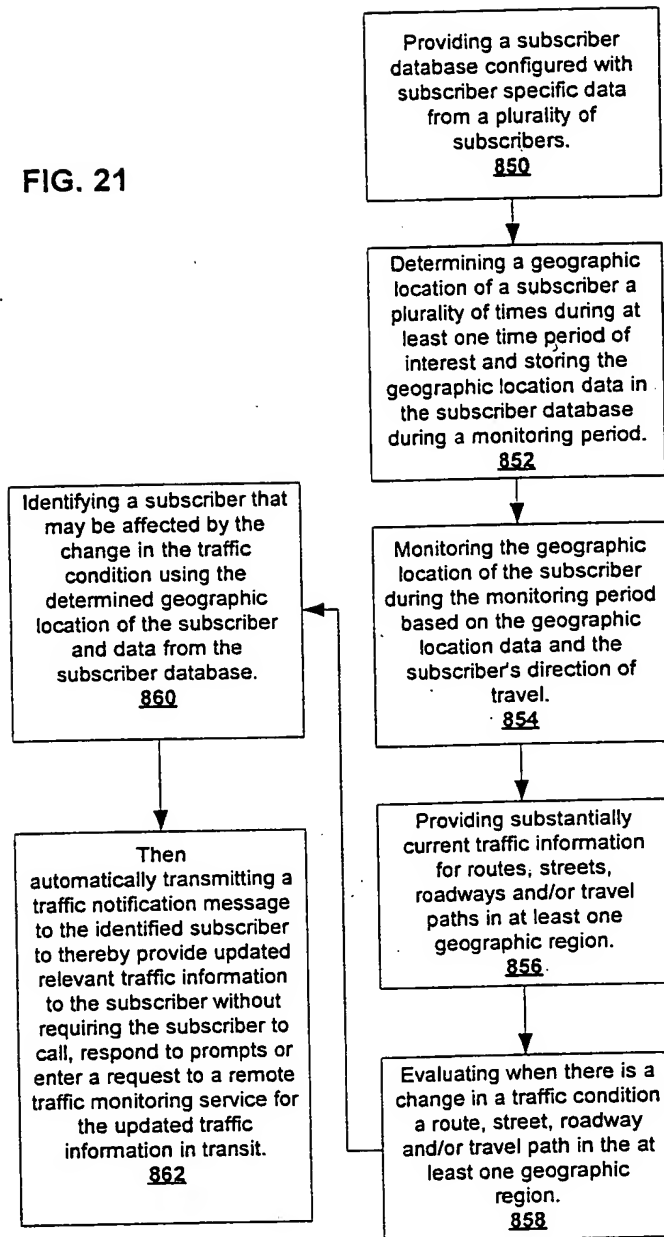 FIG. 21
Providing a subscriber
database configured with
subscriber specific data
from a plurality of
subscribers.
850
Determining a geographic
location of a subscriber a
plurality of times during at
least one time period of
interest and storing the
geographic location data in
the subscriber database
during a monitoring period.
852
Monitoring the geographic
location of the subscriber
during the monitoring period
based on the geographic
location data and the
subscriber's direction of
travel.
854
Providing substantially
current traffic information
for routes, streets,
roadways and/or travel
paths in at least one
geographic region.
856
Evaluating when there is a
change in a traffic condition
a route, street, roadway
and/or travel path in the at
least one geographic
region.
858
Identifying a subscriber that
may be affected by the
change in the traffic
condition using the
determined geographic
location of the subscriber
and data from the
subscriber database.
860
Then
automatically transmitting a
traffic notification message
to the identified subscriber
to thereby provide updated
relevant traffic information
to the subscriber without
requiring the subscriber to
call, respond to prompts or
enter a request to a remote
traffic monitoring service for
the updated traffic
information in transit.
862